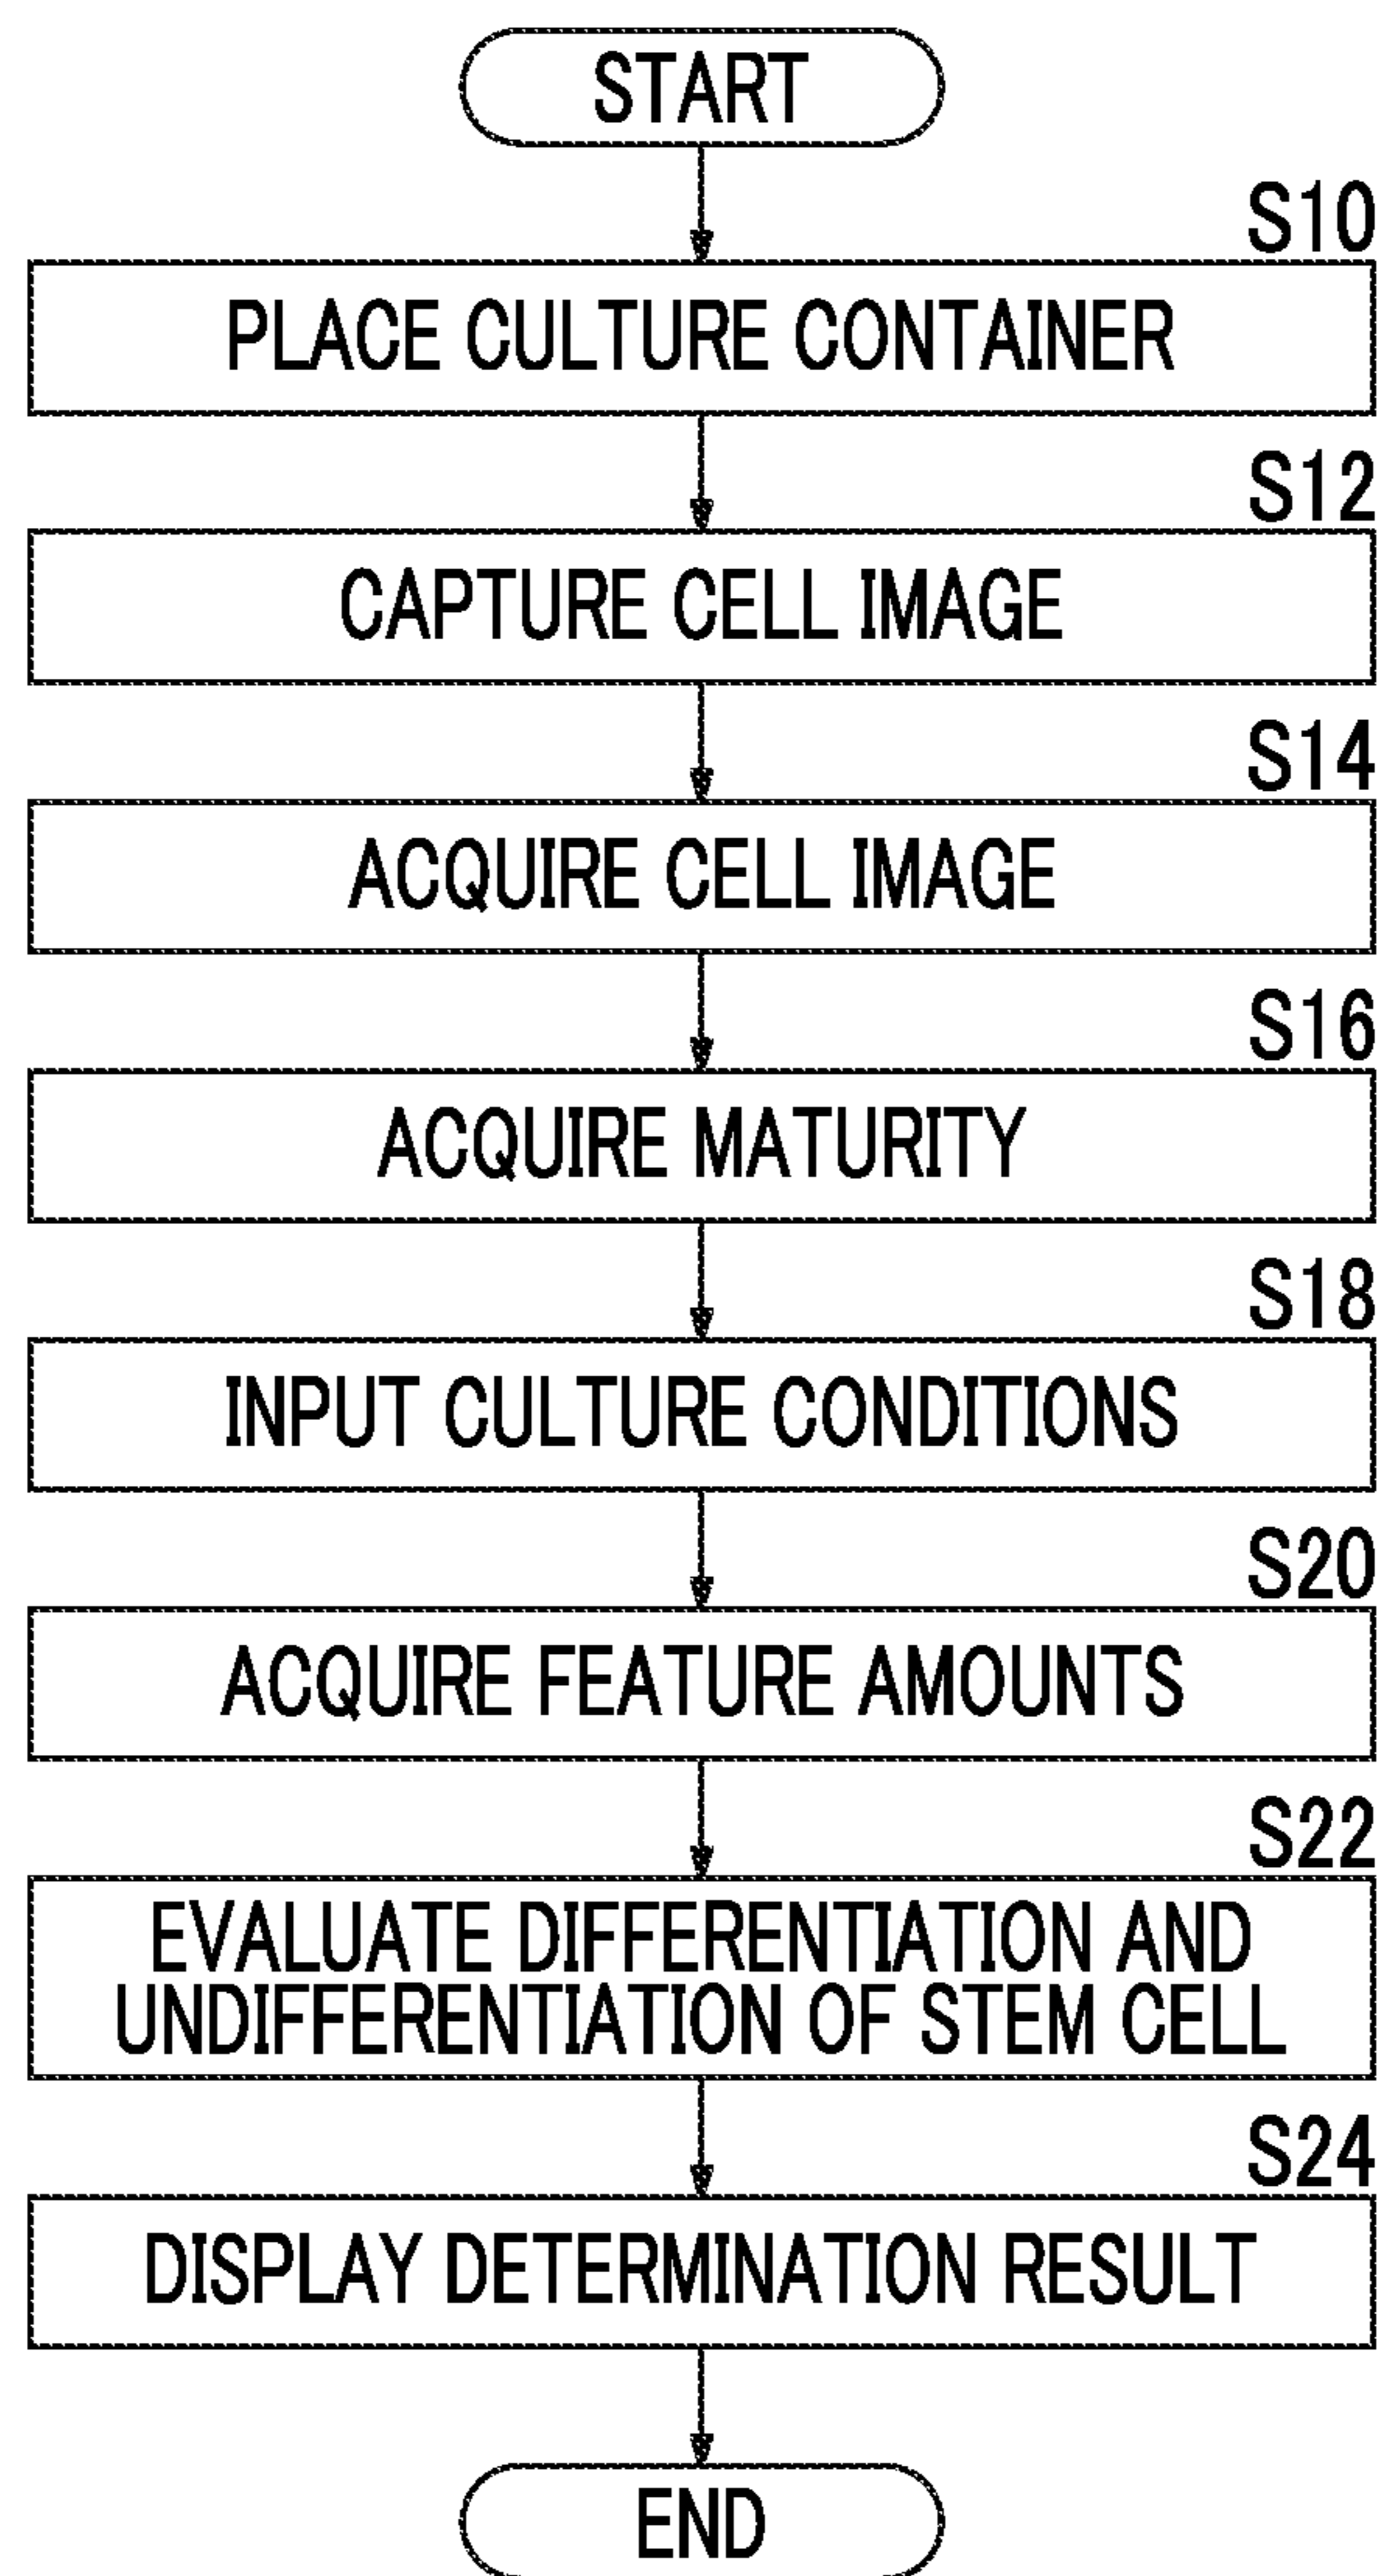 START
S10
PLACE CULTURE CONTAINER
S12
CAPTURE CELL IMAGE
S14
ACQUIRE CELL IMAGE
S16
ACQUIRE MATURITY
S18
INPUT CULTURE CONDITIONS
S20
ACQUIRE FEATURE AMOUNTS
S22
EVALUATE DIFFERENTIATION AND
UNDIFFERENTIATION OF STEM CELL
S24
DISPLAY DETERMINATION RESULT
END